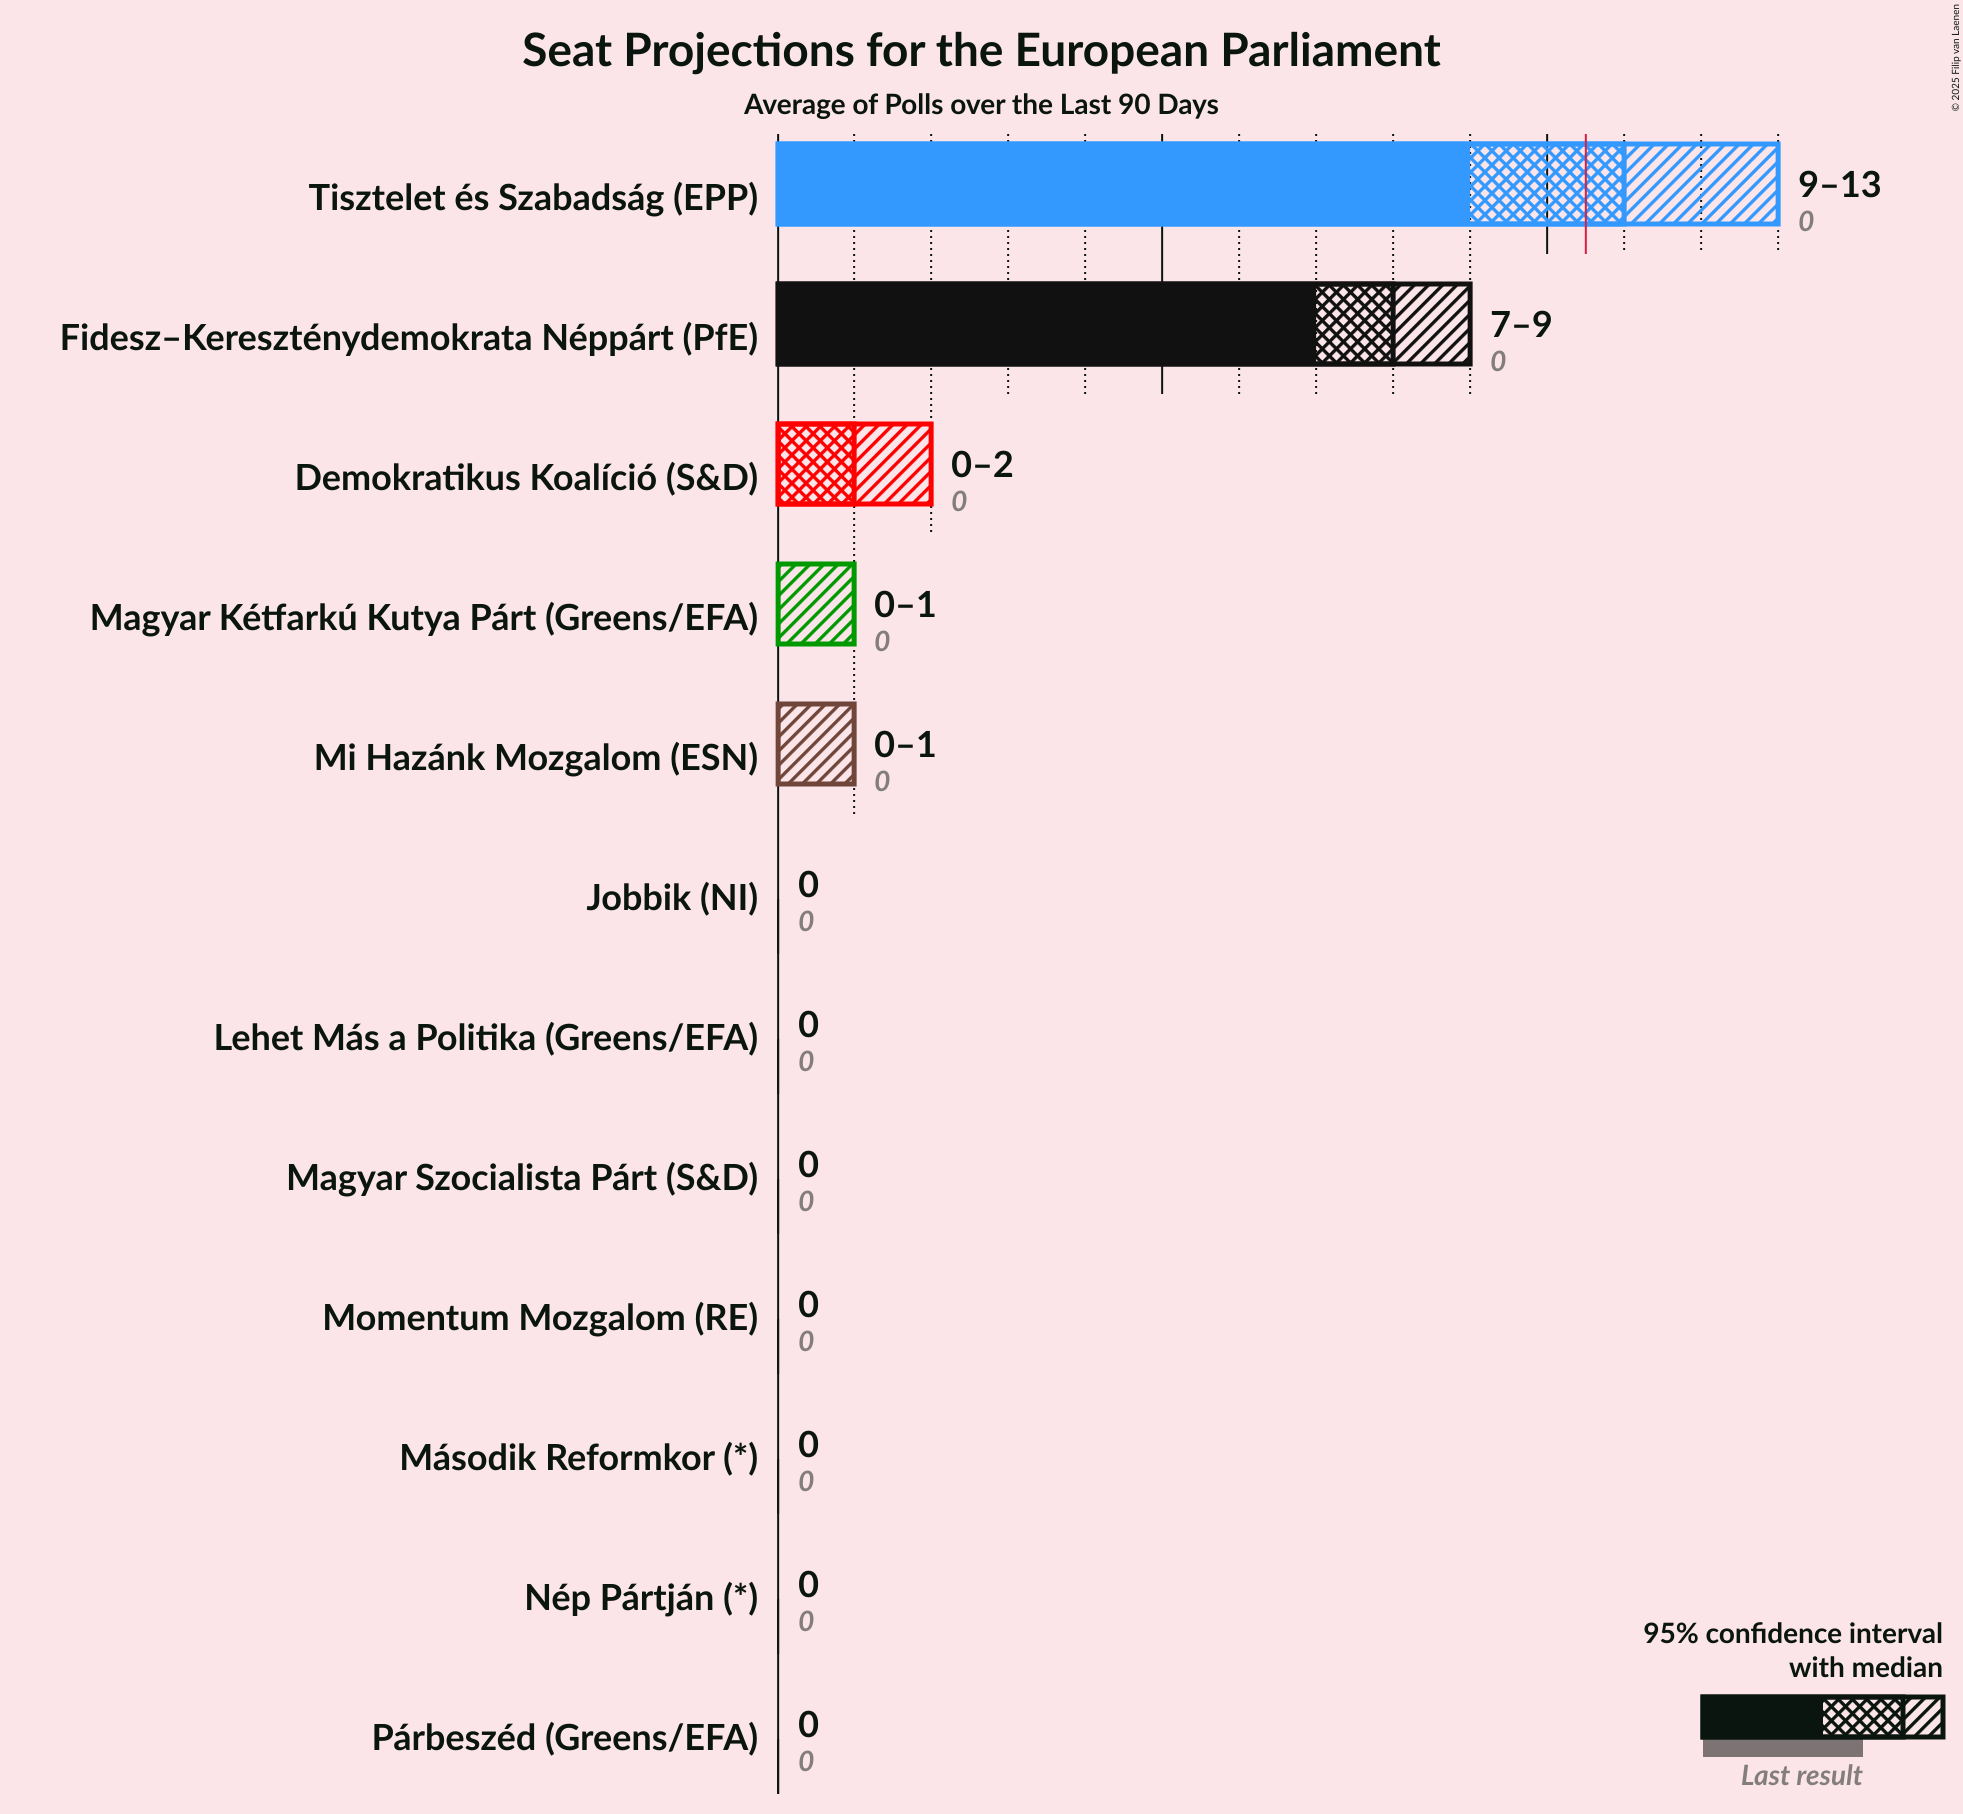 Seat Projections for the European Parliament
Average of Polls over the Last 90 Days
© 2025 Filip van Laenen
Tisztelet és Szabadság (EPP)
9–13
0
Fidesz–Kereszténydemokrata Néppárt (PfE)
7–9
0
Demokratikus Koalíció (S&D)
0–2
0
Magyar Kétfarkú Kutya Párt (Greens/EFA)
0–1
0
Mi Hazánk Mozgalom (ESN)
0–1
0
Jobbik (NI)
0
0
Lehet Más a Politika (Greens/EFA)
0
0
Magyar Szocialista Párt (S&D)
0
0
Momentum Mozgalom (RE)
0
0
Második Reformkor (*)
0
0
Nép Pártján (*)
0
0
Párbeszéd (Greens/EFA)
0
0
95% confidence interval
with median
Last result